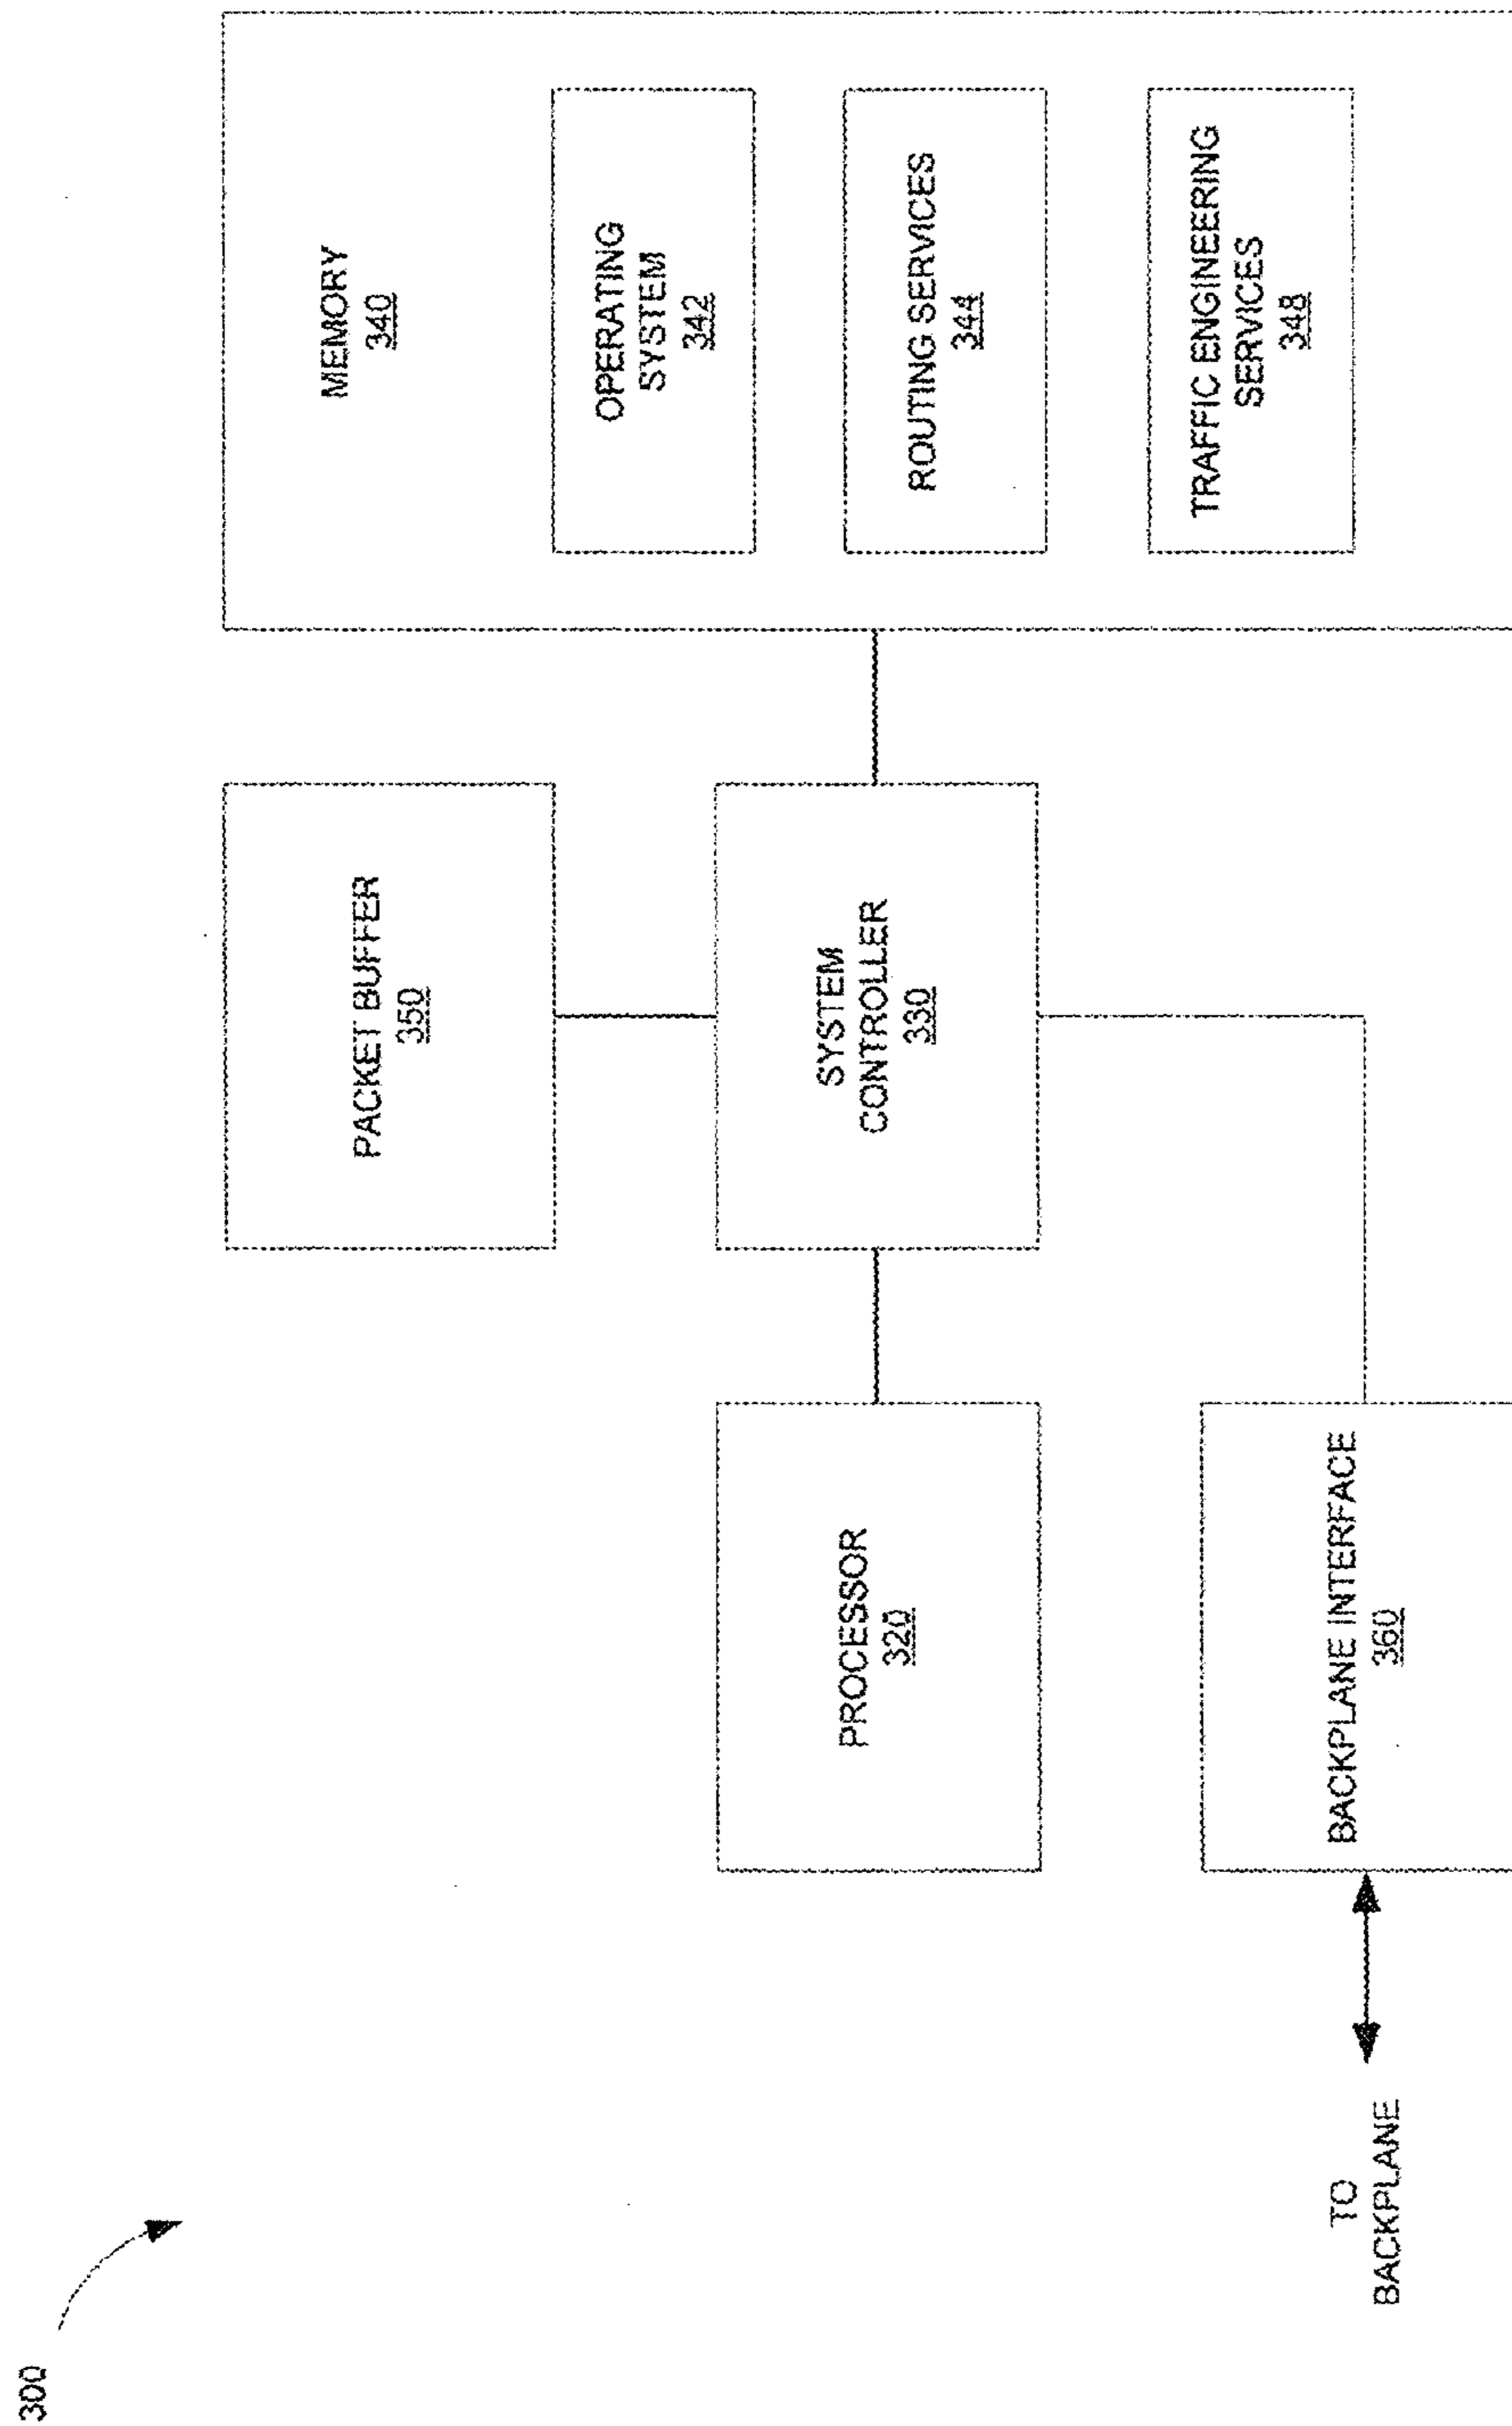 300
PACKET BUFFER
350
MEMORY
340
OPERATING
SYSTEM
342
PROCESSOR
320
SYSTEM
CONTROLLER
330
ROUTING SERVICES
344
TRAFFIC ENGINEERING
SERVICES
348
TO
BACKPLANE
BACKPLANE INTERFACE
360